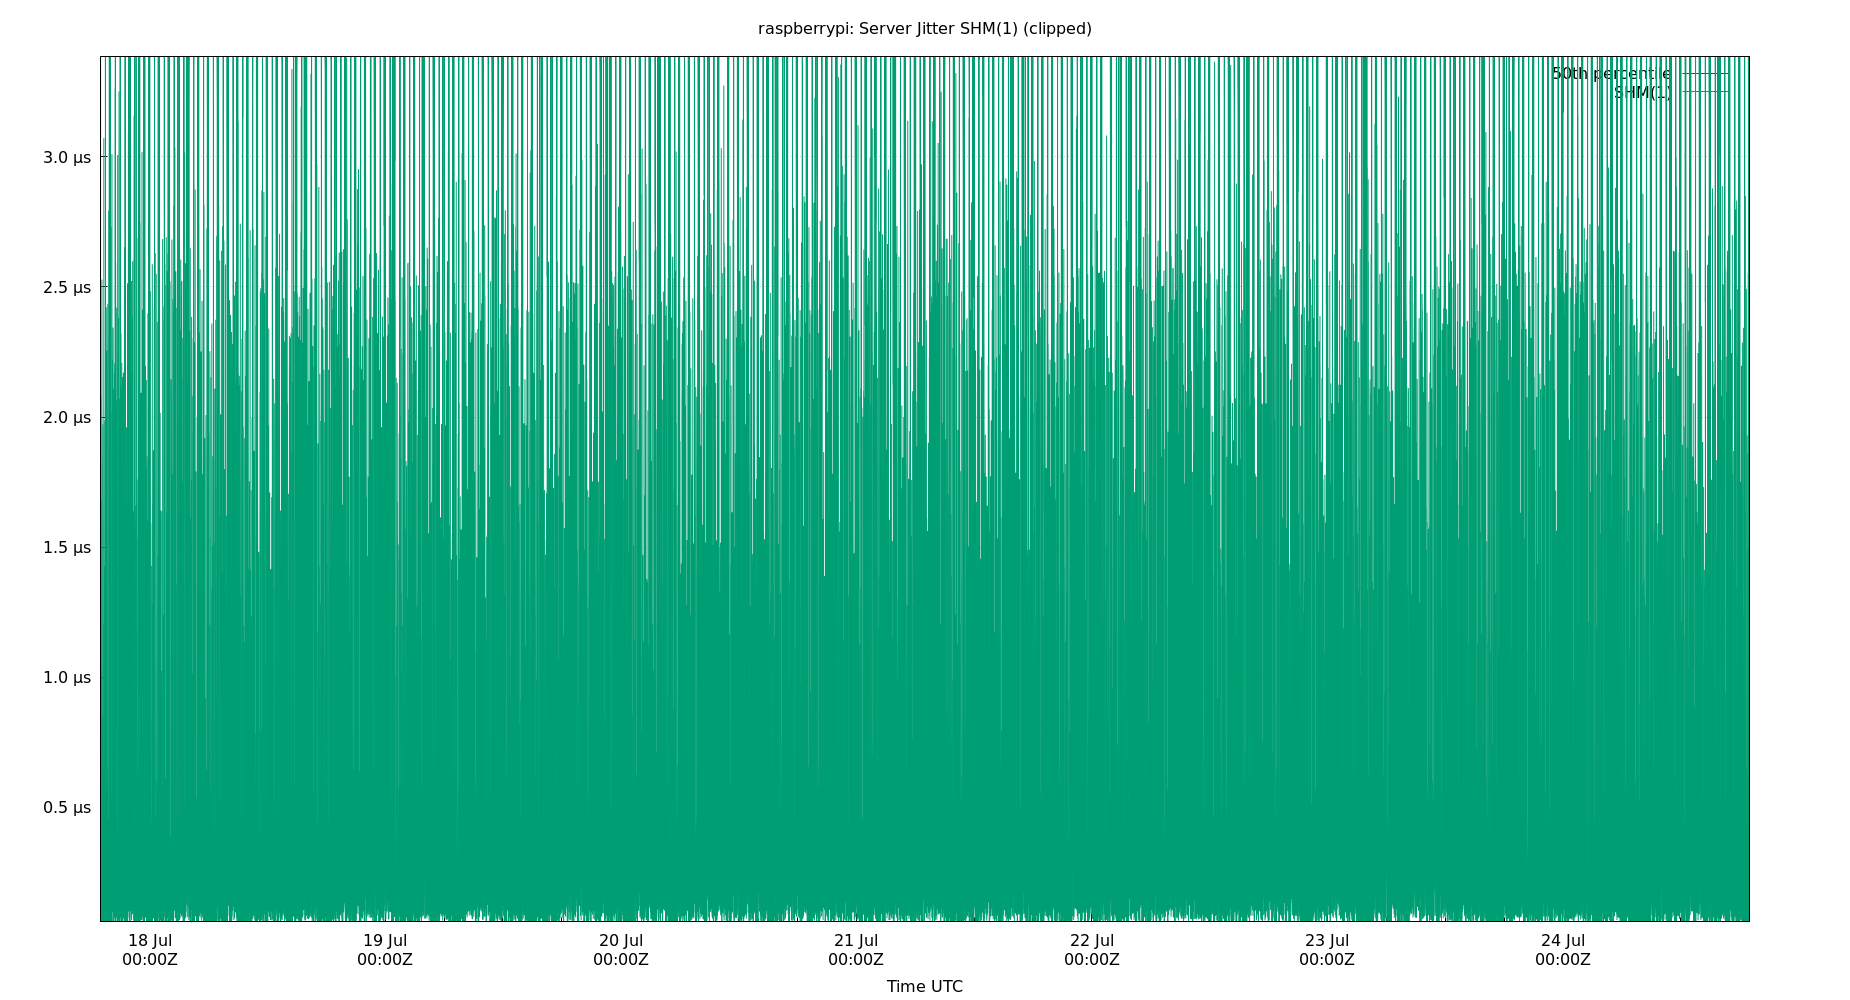 raspberrypi: Server Jitter SHM(1) (clipped)
50th percentile
SHM(1)
3.0 µs
2.5 µs
2.0 µs
1.5 µs
1.0 µs
0.5 µs
18 Jul 19 Jul 20 Jul 21 Jul 22 Jul 23 Jul 24 Jul
00:00Z 00:00Z 00:00Z 00:00Z 00:00Z 00:00Z 00:00Z
Time UTC